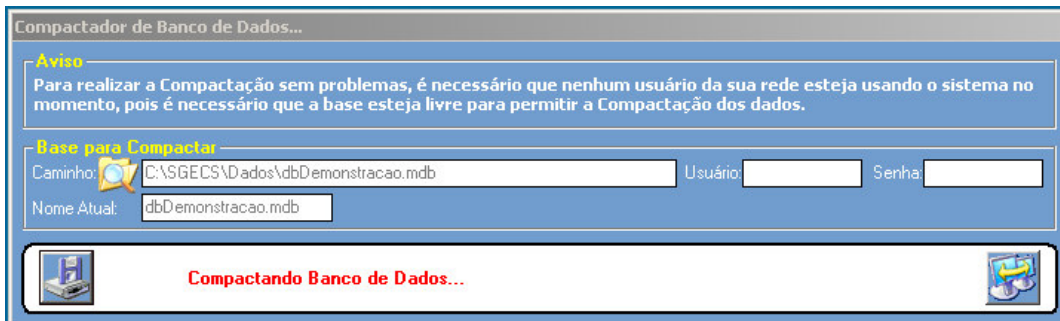 Compactador de Banco de Dados...
Aviso
Para realizar a Compactação sem problemas, é necessário que nenhum usuário da sua rede esteja usando o sistema no
momento, pois é necessário que a base esteja livre para permitir a Compactação dos dados.
Base para Compactar
Caminho: C:\SGECS\Dados\dbDemonstracao.mdb Usuário: Senha:
Nome Atual: dbDemonstracao.mdb
Compactando Banco de Dados...